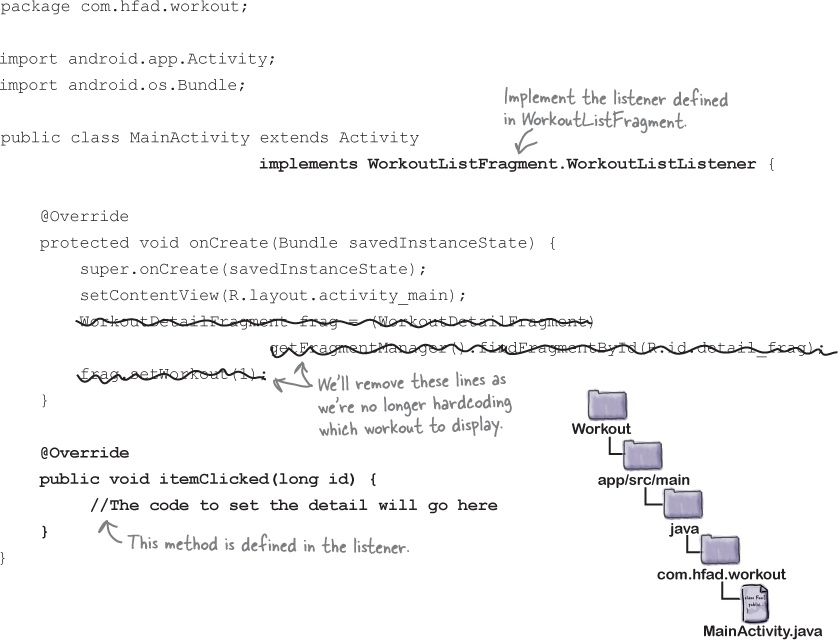 package com.hfad.workout;
import android.app.Activity;
import android.os.Bundle;
Implement the listener defined
in WorkoutListFragment.
public class MainActivity extends Activity
implements WorkoutListFragment.WorkoutListListener {
@Override
protected void onCreate(Bundle savedInstanceState) {
super.onCreate(savedInstanceState);
setContentView(R.layout.activity_main);
WorkoutDetailFragment frag = (WorkoutDetailFragment)
getFragmentManager().findFragmentById(R.id.detail_frag);
frag.setWorkout(1);
We'll remove these lines as
we're no longer hardcoding
which workout to display.
}
@Override
public void itemClicked(long id) {
//The code to set the detail will go here
}
This method is defined in the listener.
}
Workout
app/src/main
java
com.hfad.workout
MainActivity.java